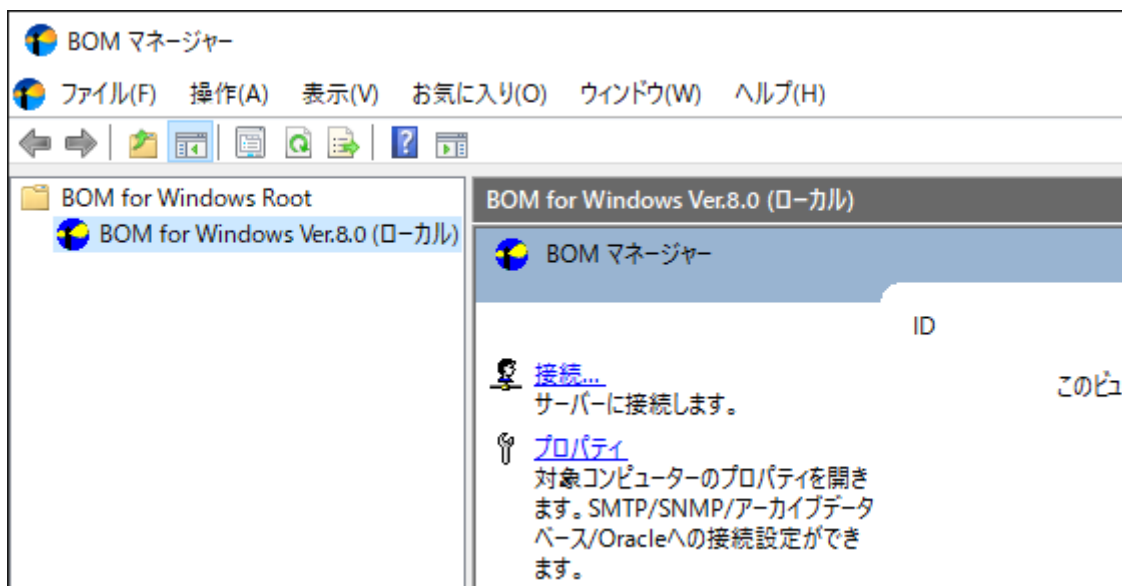 BOM マネージャー
ファイル(F) 操作(A) 表示(V) お気に入り(O) ウィンドウ(W) ヘルプ(H)
BOM for Windows Root
BOM for Windows Ver.8.0 (ローカル)
BOM for Windows Ver.8.0 (ローカル)
BOM マネージャー
ID
接続...
サーバーに接続します。
このビュ
プロパティ
対象コンピューターのプロパティを開き
ます。SMTP/SNMP/アーカイブデータ
ベース/Oracleへの接続設定ができ
ます。